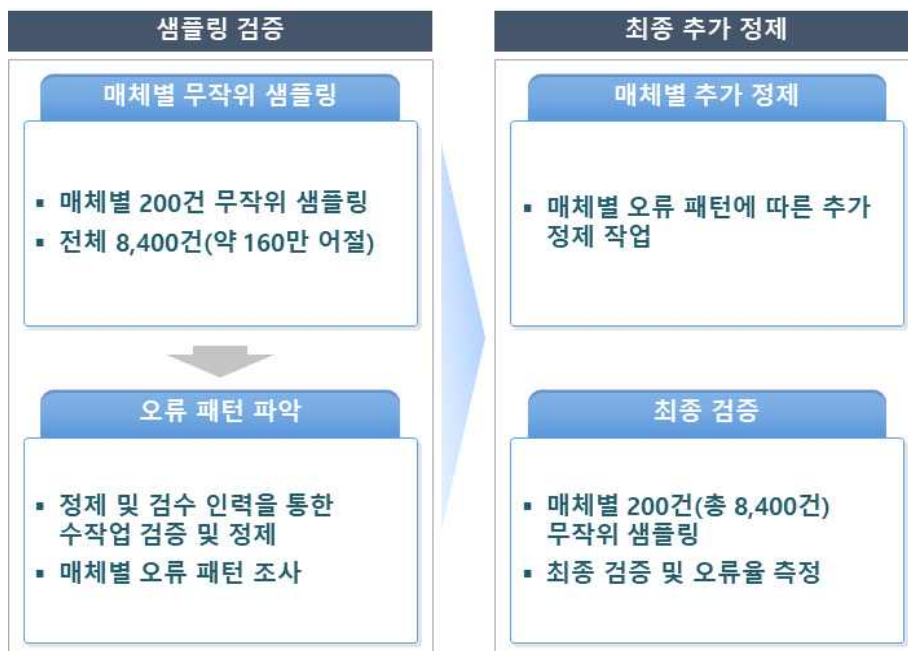 샘플링 검증
매체별 무작위 샘플링
▪ 매체별 200건 무작위 샘플링
▪ 전체 8,400건(약 160만 어절)
오류 패턴 파악
▪ 정제 및 검수 인력을 통한
수작업 검증 및 정제
▪ 매체별 오류 패턴 조사
최종 추가 정제
매체별 추가 정제
▪ 매체별 오류 패턴에 따른 추가
정제 작업
최종 검증
▪ 매체별 200건(총 8,400건)
무작위 샘플링
▪ 최종 검증 및 오류율 측정